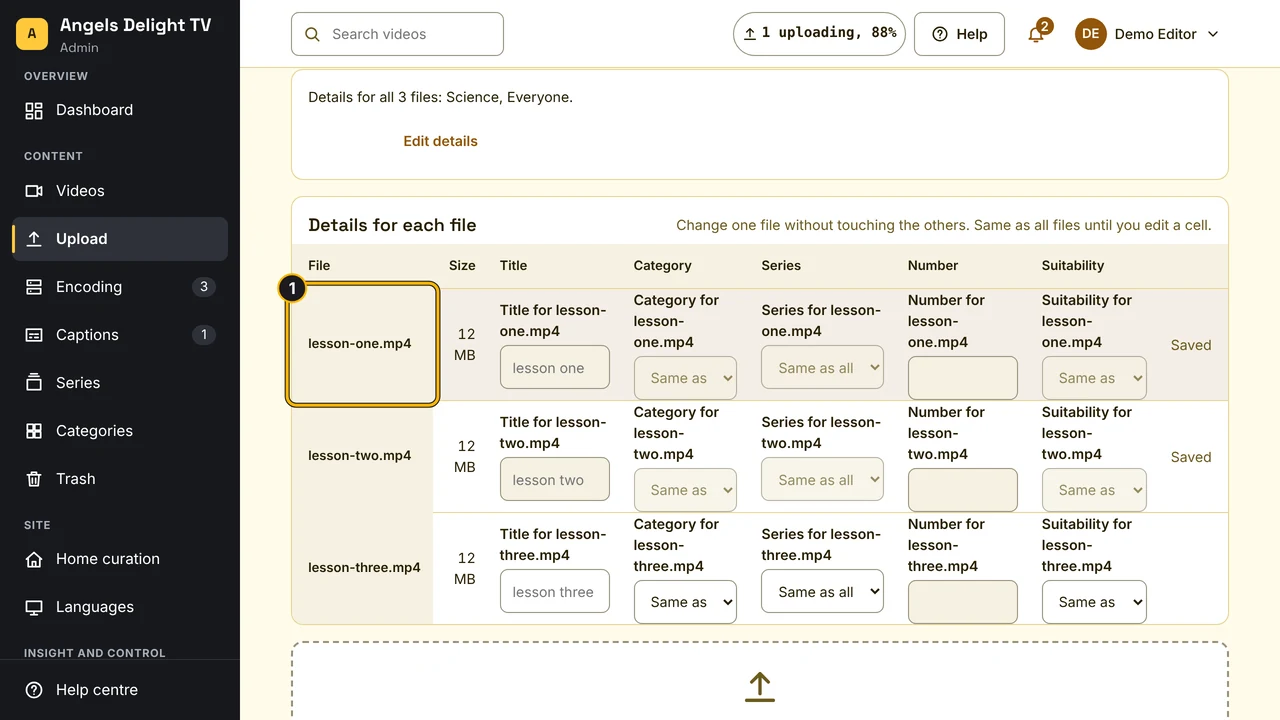 A
Angels Delight TV
Admin
OVERVIEW
Dashboard
CONTENT
Videos
Upload
Encoding 3
Captions 1
Series
Categories
Trash
SITE
Home curation
Languages
INSIGHT AND CONTROL
Help centre
Search videos
1 uploading, 88%
Help
2
DE Demo Editor
Details for all 3 files: Science, Everyone.
Edit details
Details for each file
Change one file without touching the others. Same as all files until you edit a cell.
File Size Title Category Series Number Suitability
1
lesson-one.mp4
12
MB
Title for lesson-
one.mp4
lesson one
Category for
lesson-
one.mp4
Same as
Series for lesson-
one.mp4
Same as all
Number for
lesson-
one.mp4
Suitability for
lesson-
one.mp4
Same as
Saved
lesson-two.mp4
12
MB
Title for lesson-
two.mp4
lesson two
Category for
lesson-
two.mp4
Same as
Series for lesson-
two.mp4
Same as all
Number for
lesson-
two.mp4
Suitability for
lesson-
two.mp4
Same as
Saved
lesson-three.mp4
12
MB
Title for lesson-
three.mp4
lesson three
Category for
lesson-
three.mp4
Same as
Series for lesson-
three.mp4
Same as all
Number for
lesson-
three.mp4
Suitability for
lesson-
three.mp4
Same as